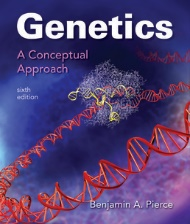 Genetics
A Conceptual
Approach
sixth
edition
Benjamin A. Pierce